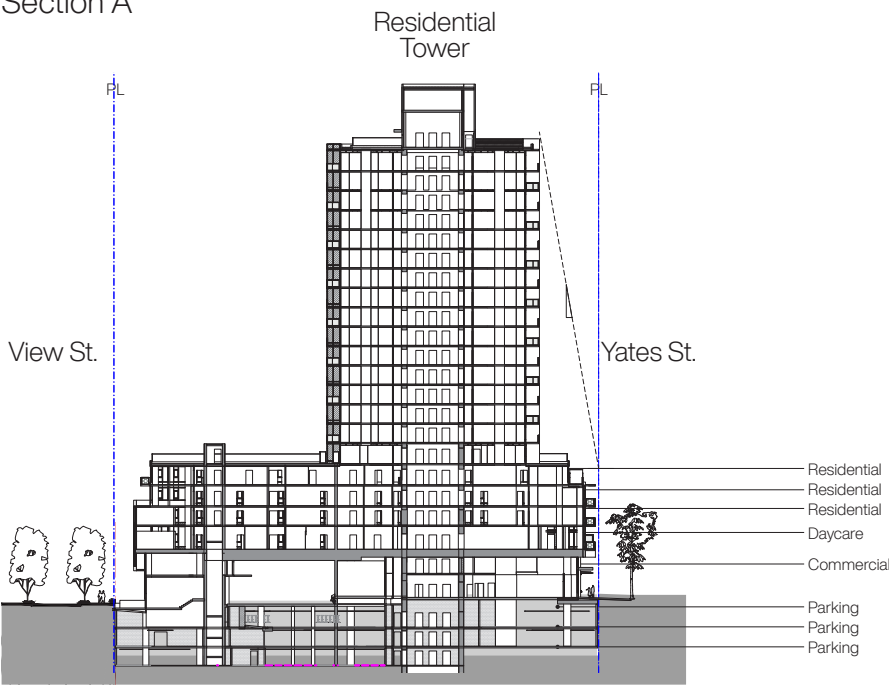 Section A
Residential
Tower
PL
PL
View St.
Yates St.
Residential
Residential
Residential
Daycare
Commercial
Parking
Parking
Parking